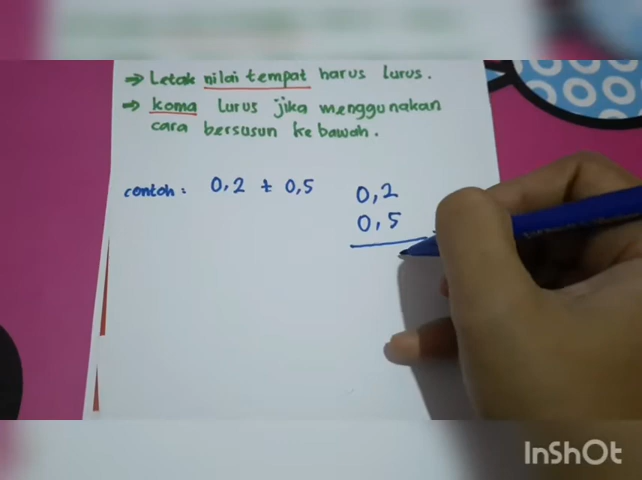 → Letak nilai tempat harus lurus.
→ koma lurus jika menggunakan
cara bersusun ke bawah.
contoh : 0,2 + 0,5
0,2
0,5
InShOt